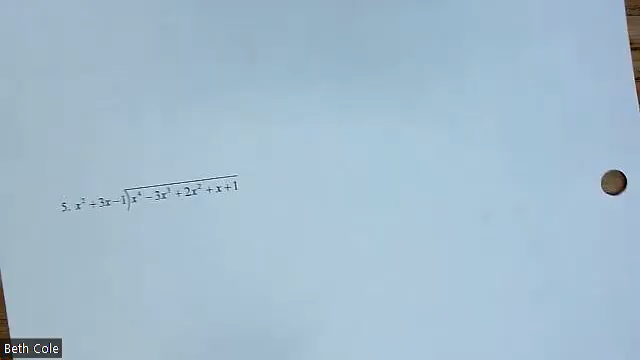 5. x² + 3x − 1)x⁴ − 3x³ + 2x² + x + 1
Beth Cole